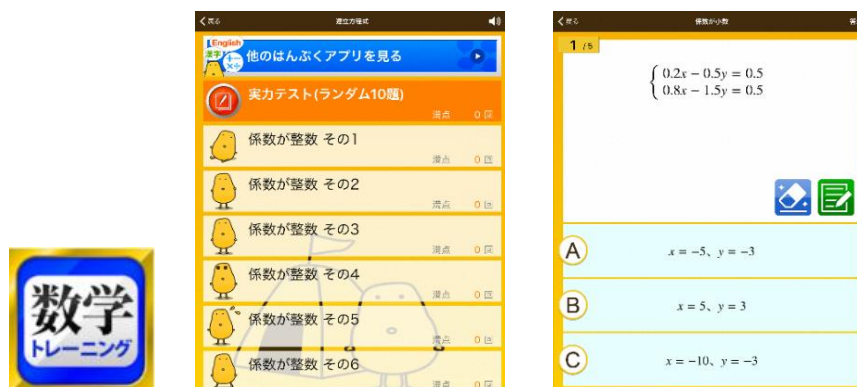 数学
トレーニング
戻る
連立方程式
English
漢字
他のはんぷくアプリを見る
実力テスト(ランダム10題)
満点 0 回
係数が整数 その1
満点 0 回
係数が整数 その2
満点 0 回
係数が整数 その3
満点 0 回
係数が整数 その4
満点 0 回
係数が整数 その5
満点 0 回
係数が整数 その6
満点 0 回
戻る
係数が小数
1 /5
0.2x − 0.5y = 0.5
0.8x − 1.5y = 0.5
A
x = −5、y = −3
B
x = 5、y = 3
C
x = −10、y = −3